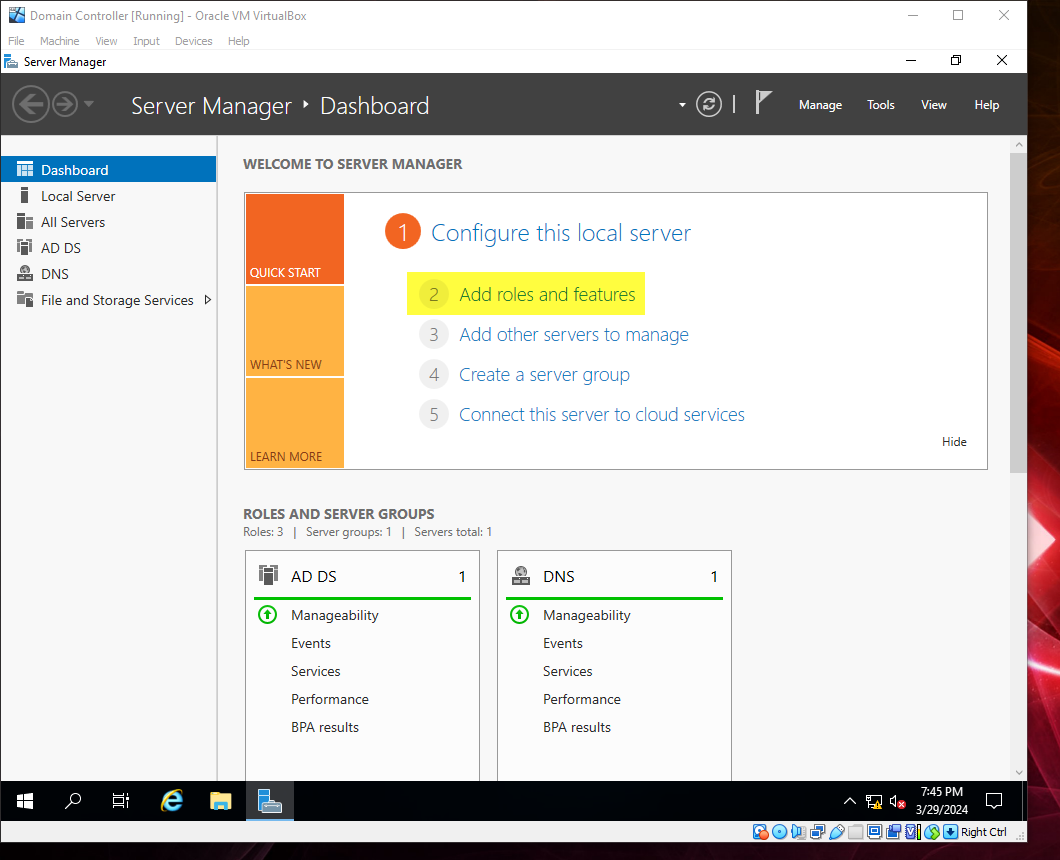 Domain Controller [Running] - Oracle VM VirtualBox
File Machine View Input Devices Help
Server Manager
Server Manager Dashboard
Manage Tools View Help
Dashboard
Local Server
All Servers
AD DS
DNS
File and Storage Services
WELCOME TO SERVER MANAGER
QUICK START
WHAT'S NEW
LEARN MORE
1 Configure this local server
2 Add roles and features
3 Add other servers to manage
4 Create a server group
5 Connect this server to cloud services
Hide
ROLES AND SERVER GROUPS
Roles: 3 | Server groups: 1 | Servers total: 1
AD DS 1
Manageability
Events
Services
Performance
BPA results
DNS 1
Manageability
Events
Services
Performance
BPA results
7:45 PM
3/29/2024
Right Ctrl